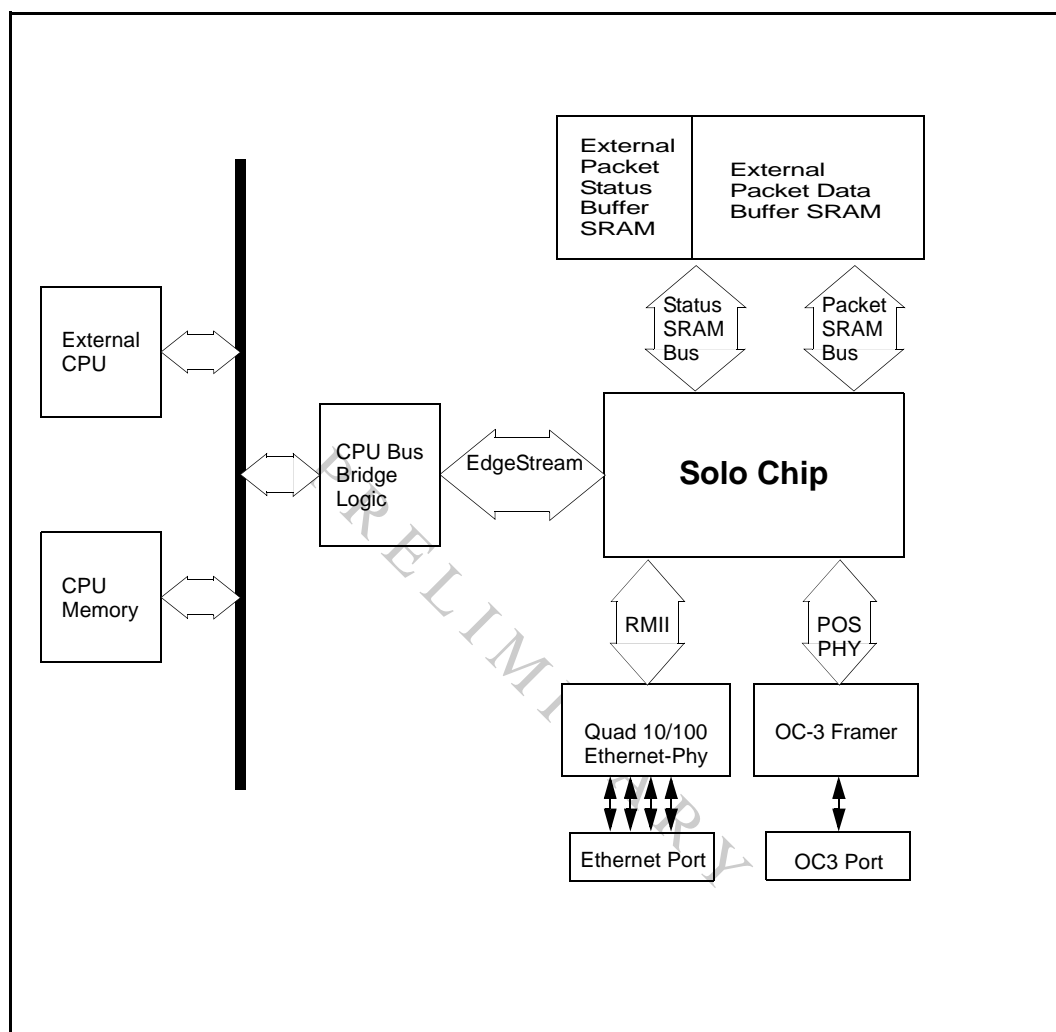 External
Packet
Status
Buffer
SRAM
External
Packet Data
Buffer SRAM
Status
SRAM
Bus
Packet
SRAM
Bus
External
CPU
CPU Bus
Bridge
Logic
EdgeStream
Solo Chip
CPU
Memory
RMII
POS
PHY
Quad 10/100
Ethernet-Phy
OC-3 Framer
Ethernet Port
OC3 Port
PRELIMINARY